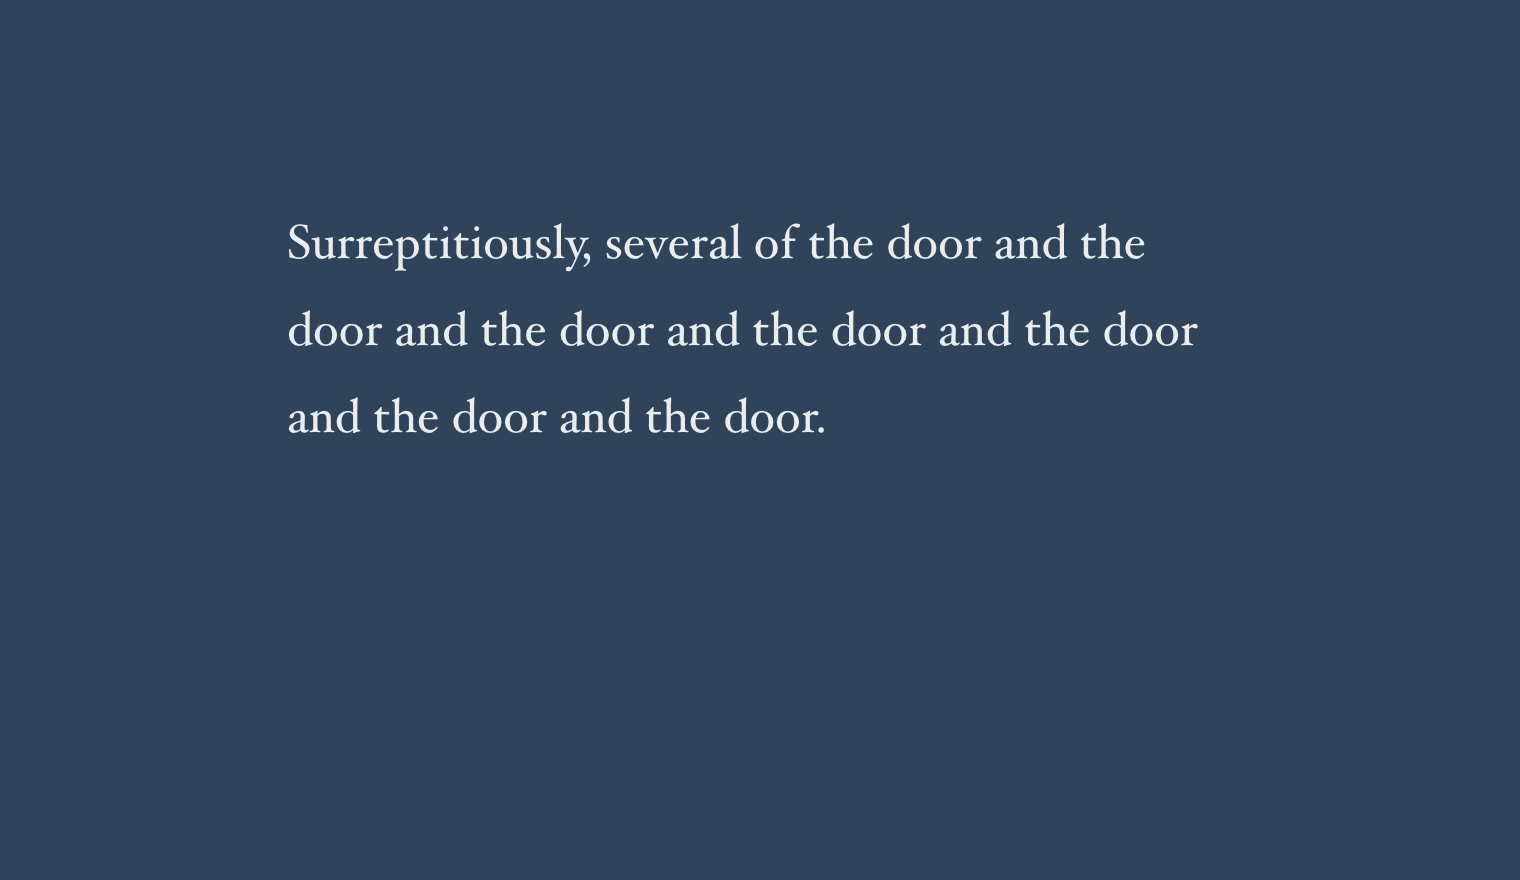 Surreptitiously, several of the door and the
door and the door and the door and the door
and the door and the door.